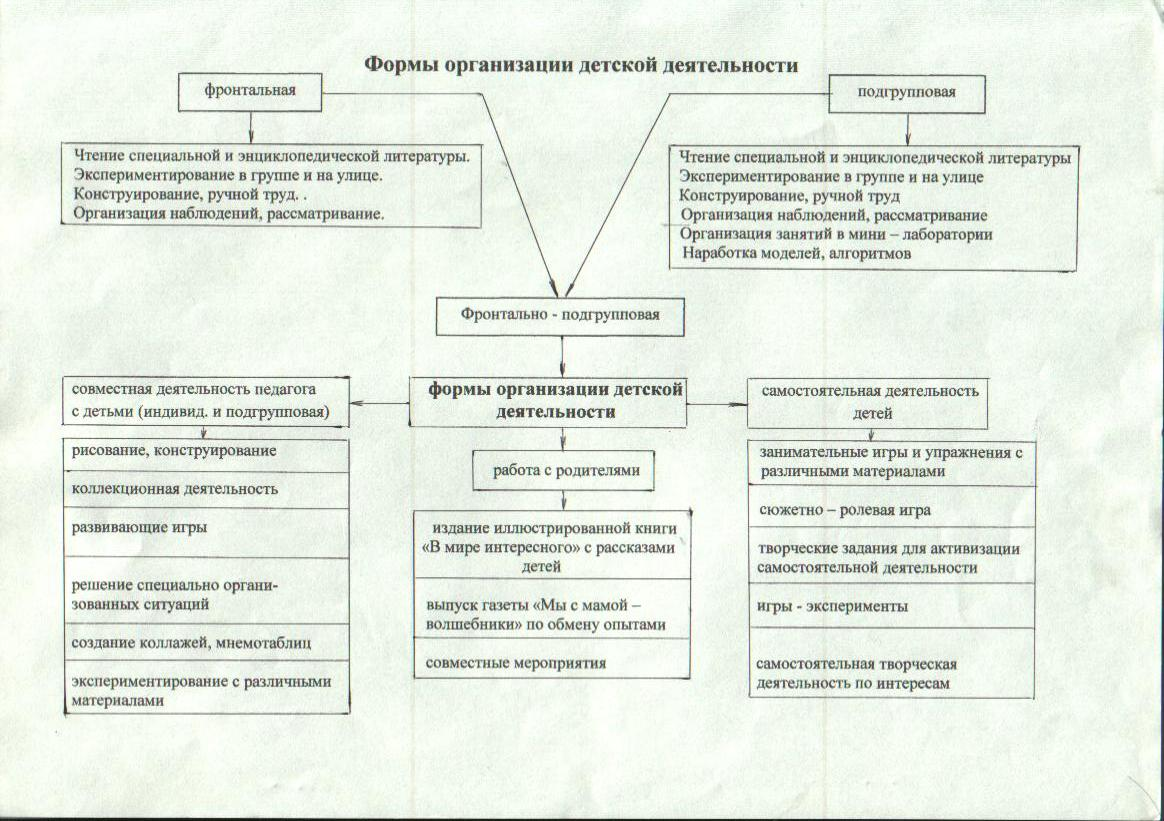 Формы организации детской деятельности
фронтальная
подгрупповая
Чтение специальной и энциклопедической литературы.
Экспериментирование в группе и на улице.
Конструирование, ручной труд. .
Организация наблюдений, рассматривание.
Чтение специальной и энциклопедической литературы
Экспериментирование в группе и на улице
Конструирование, ручной труд
Организация наблюдений, рассматривание
Организация занятий в мини – лаборатории
Наработка моделей, алгоритмов
Фронтально - подгрупповая
формы организации детской
деятельности
совместная деятельность педагога
с детьми (индивид. и подгрупповая)
рисование, конструирование
коллекционная деятельность
развивающие игры
решение специально органи-
зованных ситуаций
создание коллажей, мнемотаблиц
экспериментирование с различными
материалами
работа с родителями
издание иллюстрированной книги
«В мире интересного» с рассказами
детей
выпуск газеты «Мы с мамой –
волшебники» по обмену опытами
совместные мероприятия
самостоятельная деятельность
детей
занимательные игры и упражнения с
различными материалами
сюжетно – ролевая игра
творческие задания для активизации
самостоятельной деятельности
игры - эксперименты
самостоятельная творческая
деятельность по интересам